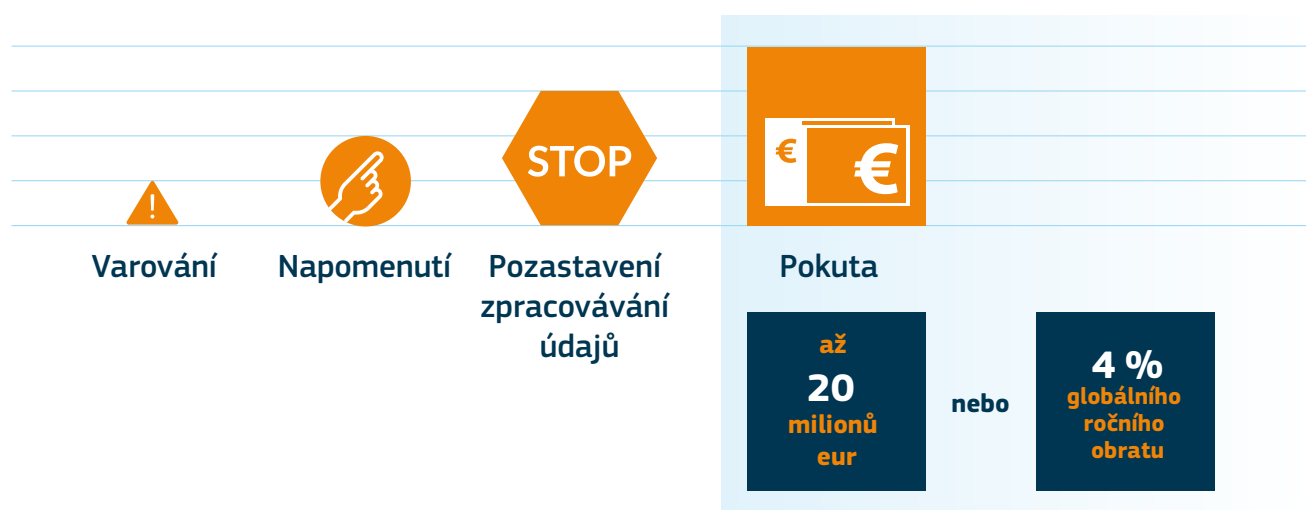 STOP
€
€
Varování
Napomenutí
Pozastavení
zpracovávání
údajů
Pokuta
až
20
milionů
eur
nebo
4 %
globálního
ročního
obratu